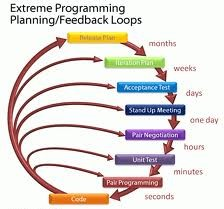 Extreme Programming
Planning/Feedback Loops
Release Plan
months
Iteration Plan
weeks
Acceptance Test
days
Stand Up Meeting
one day
Pair Negotiation
hours
Unit Test
minutes
Pair Programming
seconds
Code